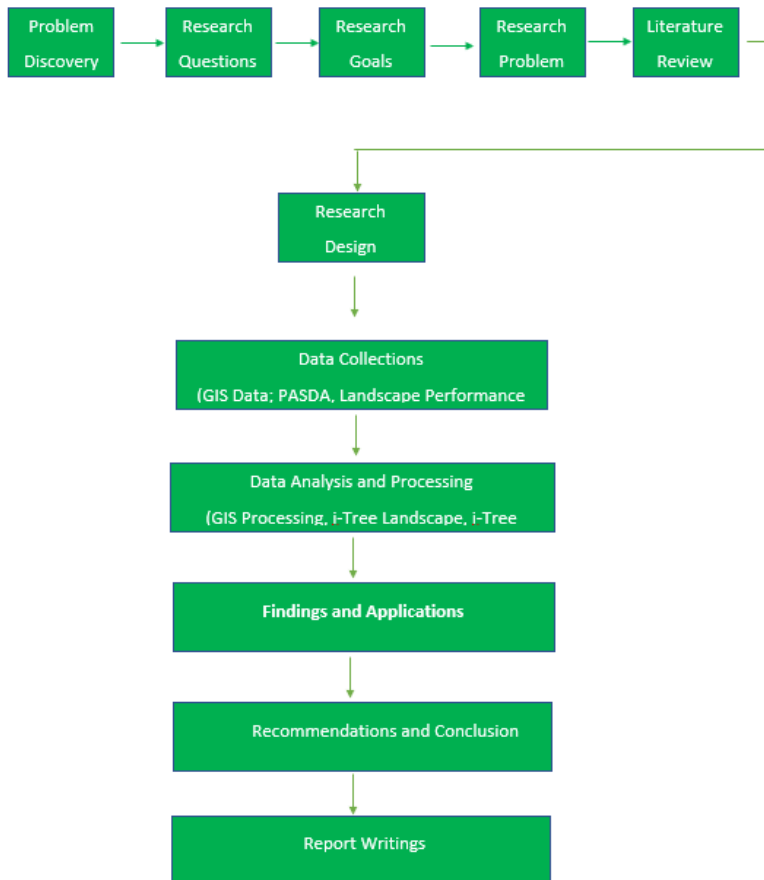 Problem
Discovery
Research
Questions
Research
Goals
Research
Problem
Literature
Review
Research
Design
Data Collections
(GIS Data; PASDA, Landscape Performance
Data Analysis and Processing
(GIS Processing, i-Tree Landscape, i-Tree
Findings and Applications
Recommendations and Conclusion
Report Writings